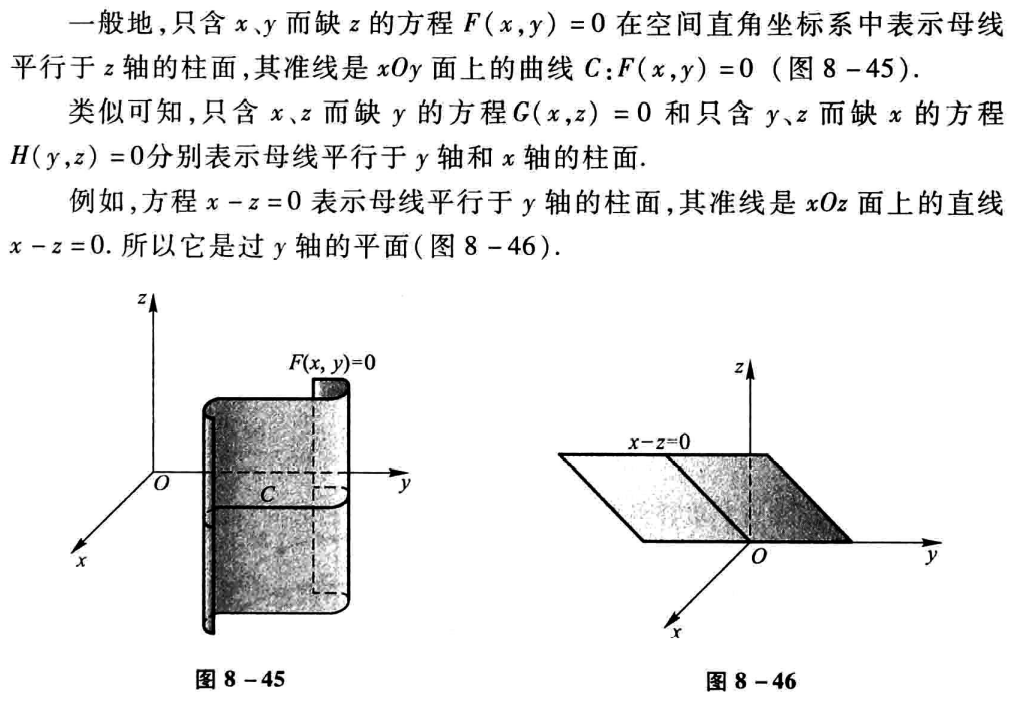 一般地,只含 x、y 而缺 z 的方程 F(x,y) = 0 在空间直角坐标系中表示母线
平行于 z 轴的柱面,其准线是 xOy 面上的曲线 C:F(x,y) = 0 (图 8-45).
类似可知,只含 x、z 而缺 y 的方程G(x,z) = 0 和只含 y、z 而缺 x 的方程
H(y,z) = 0分别表示母线平行于 y 轴和 x 轴的柱面.
例如,方程 x - z = 0 表示母线平行于 y 轴的柱面,其准线是 xOz 面上的直线
x - z = 0. 所以它是过 y 轴的平面(图 8-46).
z
F(x, y)=0
O
C
y
x
图 8-45
z
x-z=0
O
y
x
图 8-46